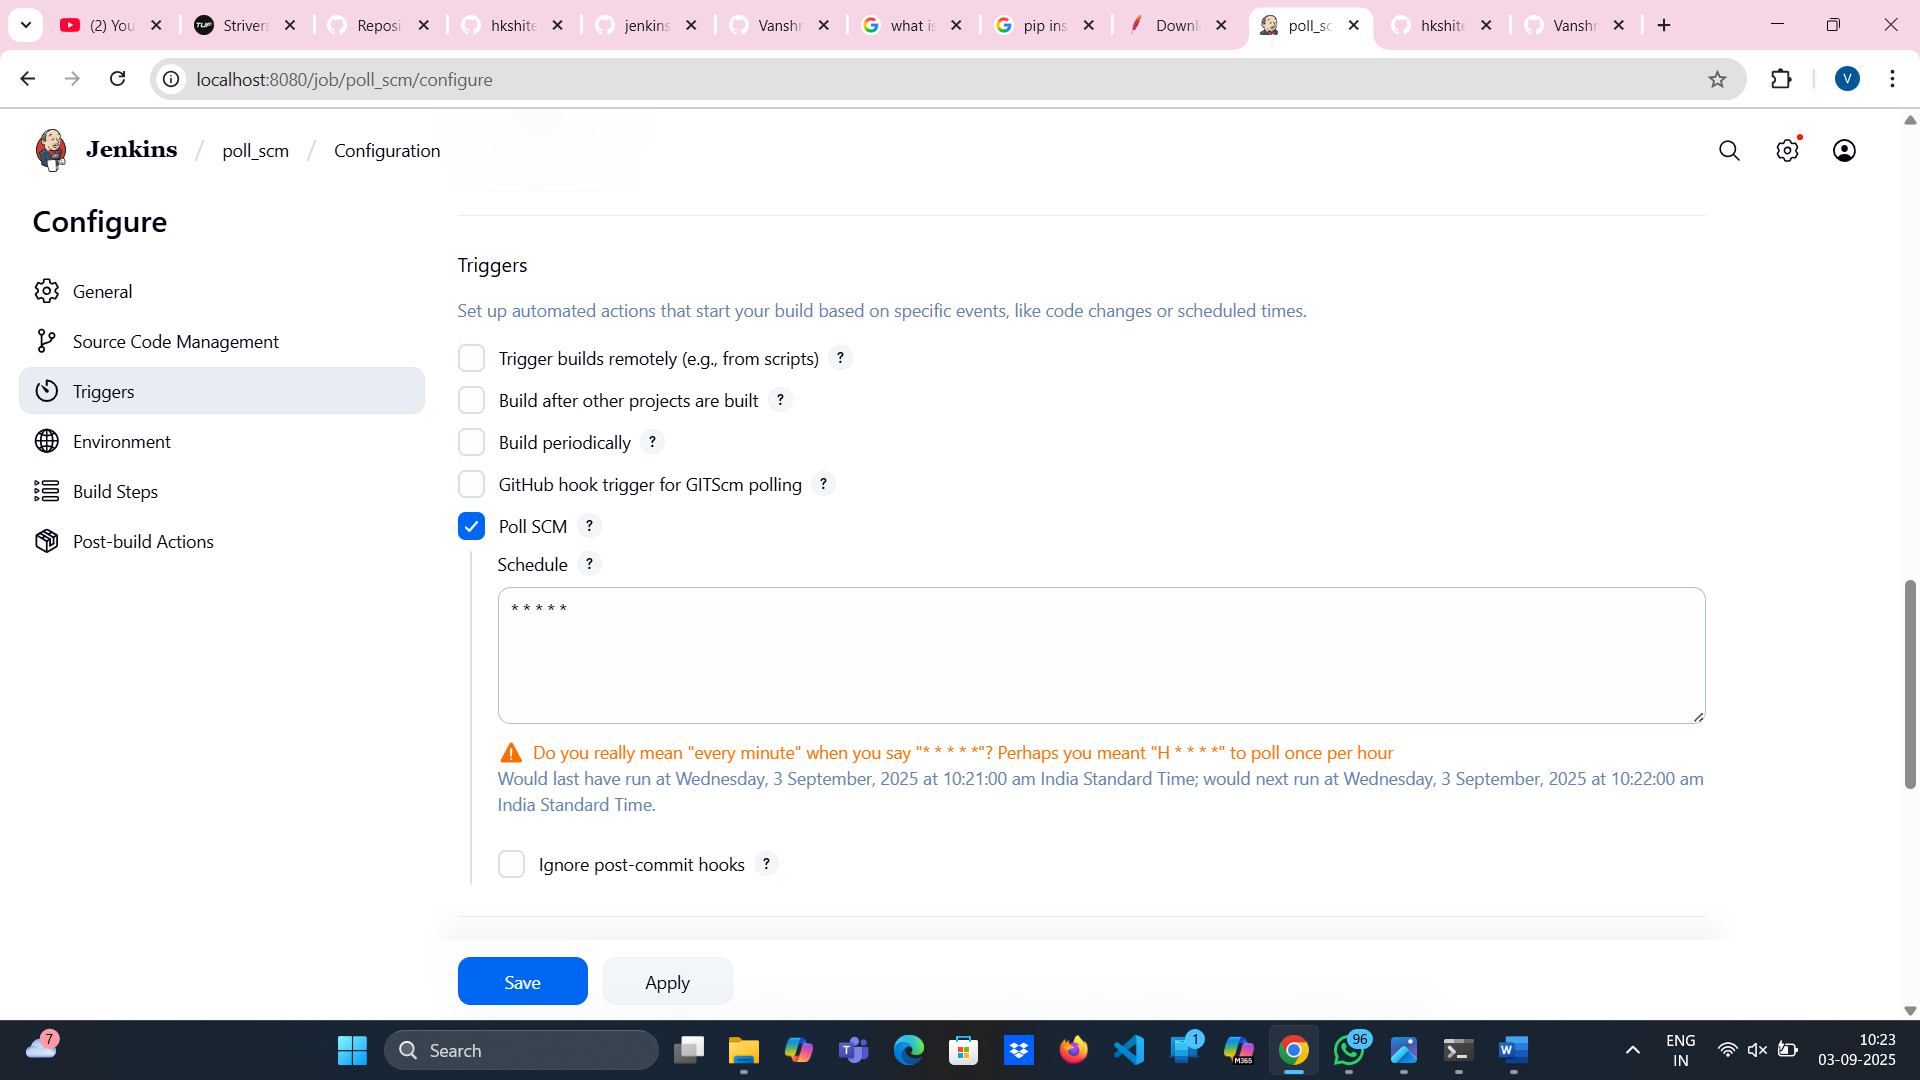 (2) You
Strivers
Reposi
hkshite
jenkins
Vanshr
what is
pip ins
Downl
poll_sc
hkshite
Vanshr
localhost:8080/job/poll_scm/configure
V
Jenkins / poll_scm / Configuration
Configure
General
Source Code Management
Triggers
Environment
Build Steps
Post-build Actions
Triggers
Set up automated actions that start your build based on specific events, like code changes or scheduled times.
Trigger builds remotely (e.g., from scripts) ?
Build after other projects are built ?
Build periodically ?
GitHub hook trigger for GITScm polling ?
Poll SCM ?
Schedule ?
* * * * *
Do you really mean "every minute" when you say "* * * * *"? Perhaps you meant "H * * * *" to poll once per hour
Would last have run at Wednesday, 3 September, 2025 at 10:21:00 am India Standard Time; would next run at Wednesday, 3 September, 2025 at 10:22:00 am
India Standard Time.
Ignore post-commit hooks ?
Save
Apply
7
Search
1
M365
96
ENG
IN
10:23
03-09-2025